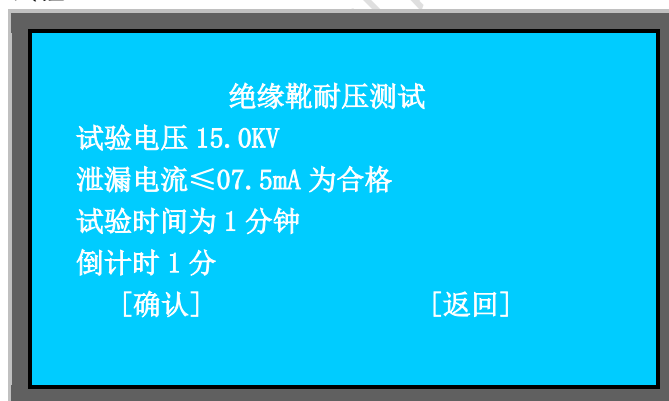 绝缘靴耐压测试
试验电压 15.0KV
泄漏电流≤07.5mA 为合格
试验时间为 1 分钟
倒计时 1 分
[确认] [返回]